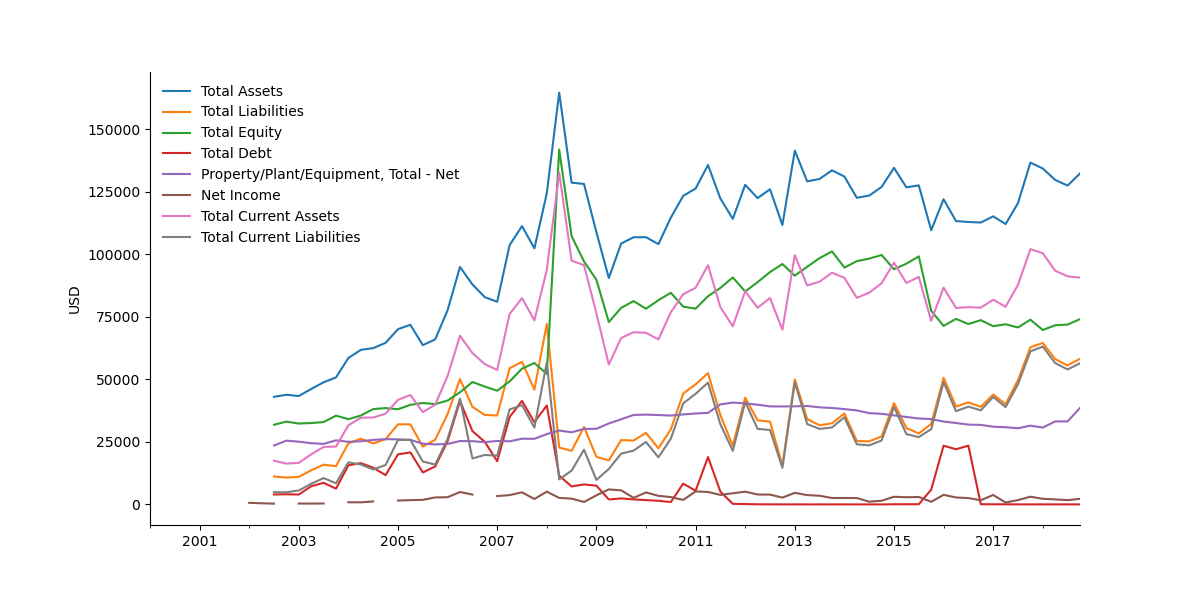 USD
150000
125000
100000
75000
50000
25000
0
Total Assets
Total Liabilities
Total Equity
Total Debt
Property/Plant/Equipment, Total - Net
Net Income
Total Current Assets
Total Current Liabilities
2001 2003 2005 2007 2009 2011 2013 2015 2017